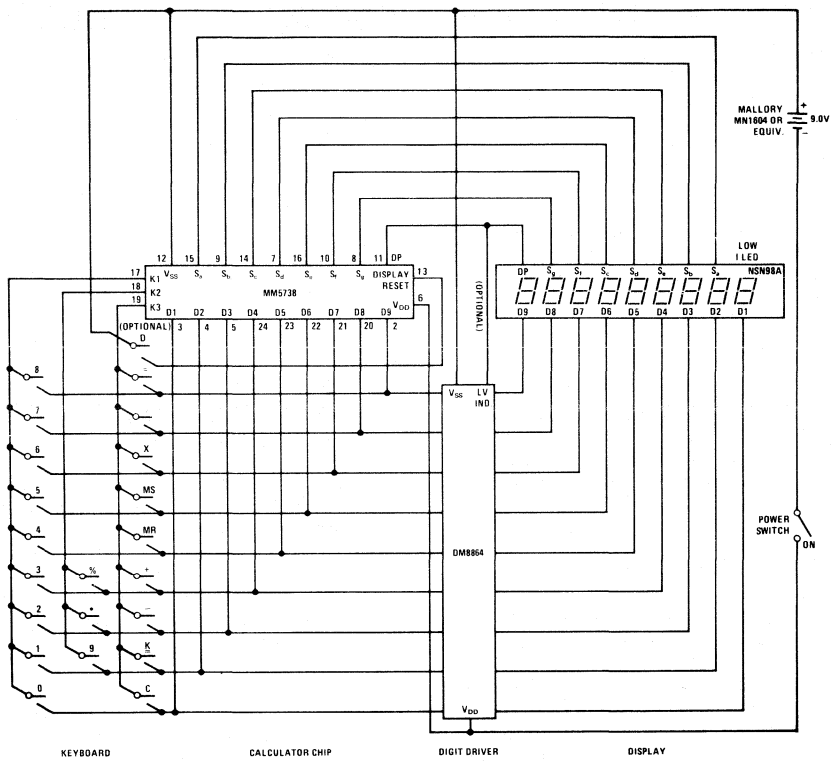 MALLORY
MN1604 OR
EQUIV.
+
9.0V
−
12 15 9 14 7 16 10 8 11 DP
VSS Sa Sb Sc Sd Se Sf Sg DISPLAY
RESET
13
17 K1
18 K2
19 K3
MM5738
VDD 6
D1 D2 D3 D4 D5 D6 D7 D8 D9
3 4 5 24 23 22 21 20 2
(OPTIONAL)
D
(OPTIONAL)
LOW
I LED
NSN98A
DP Sg Sf Sc Sd Se Sb Sa
D9 D8 D7 D6 D5 D4 D3 D2 D1
8 =
7
6 X
5 MS
4 MR
3 % +
2 • −
1 9 K
0 C
VSS LV
IND
DM8864
VDD
POWER
SWITCH
ON
KEYBOARD CALCULATOR CHIP DIGIT DRIVER DISPLAY